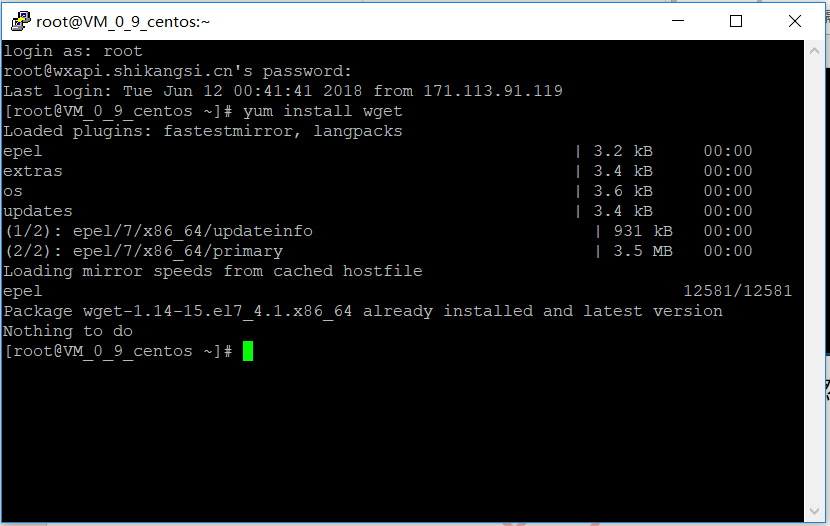 root@VM_0_9_centos:~
login as: root
root@wxapi.shikangsi.cn's password:
Last login: Tue Jun 12 00:41:41 2018 from 171.113.91.119
[root@VM_0_9_centos ~]# yum install wget
Loaded plugins: fastestmirror, langpacks
epel | 3.2 kB 00:00
extras | 3.4 kB 00:00
os | 3.6 kB 00:00
updates | 3.4 kB 00:00
(1/2): epel/7/x86_64/updateinfo | 931 kB 00:00
(2/2): epel/7/x86_64/primary | 3.5 MB 00:00
Loading mirror speeds from cached hostfile
epel 12581/12581
Package wget-1.14-15.el7_4.1.x86_64 already installed and latest version
Nothing to do
[root@VM_0_9_centos ~]#